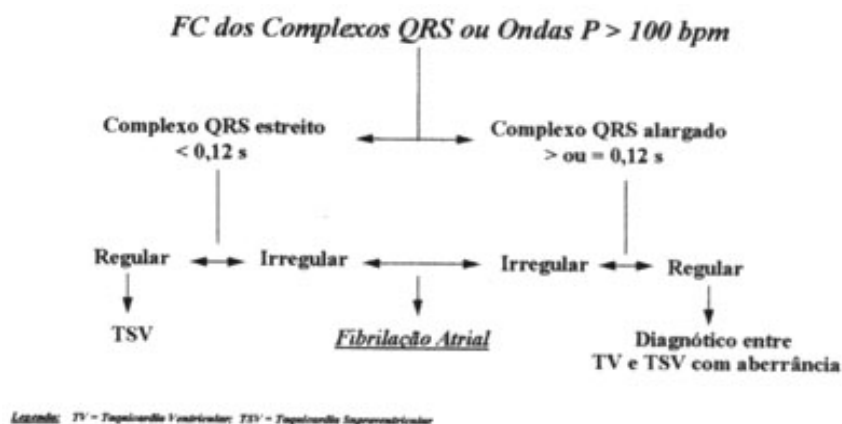 FC dos Complexos QRS ou Ondas P > 100 bpm
Complexo QRS estreito
< 0,12 s
Complexo QRS alargado
> ou = 0,12 s
Regular
Irregular
Irregular
Regular
TSV
Fibrilação Atrial
Diagnótico entre
TV e TSV com aberrância
Legenda: TV = Taquicardia Ventricular; TSV = Taquicardia Supraventricular